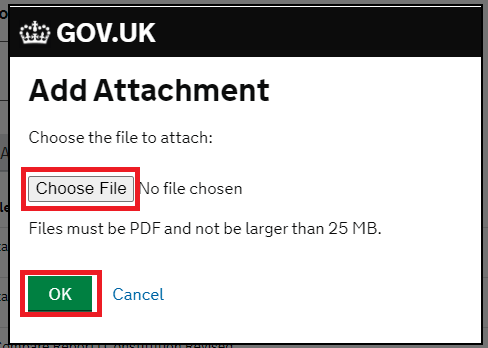 GOV.UK
Add Attachment
Choose the file to attach:
Choose File No file chosen
Files must be PDF and not be larger than 25 MB.
OK Cancel